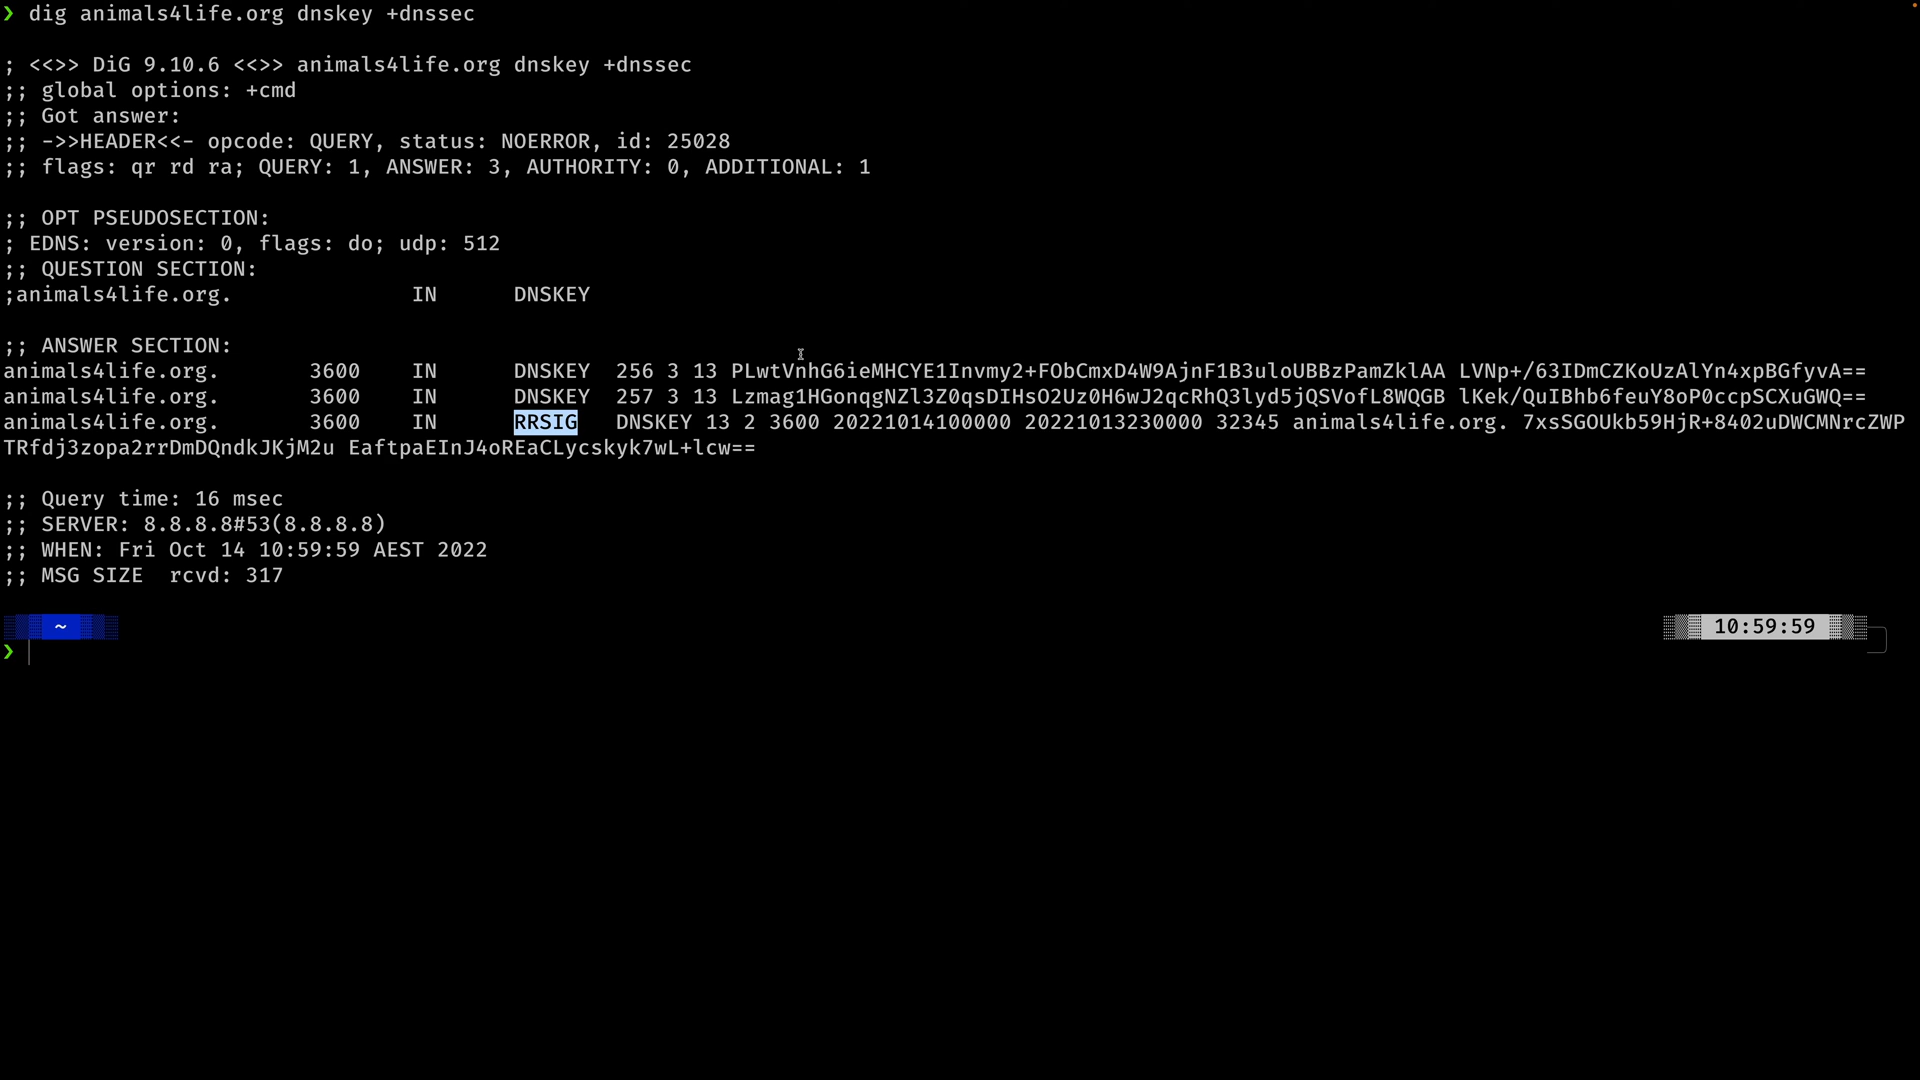 ❯ dig animals4life.org dnskey +dnssec
; <<>> DiG 9.10.6 <<>> animals4life.org dnskey +dnssec
;; global options: +cmd
;; Got answer:
;; ->>HEADER<<- opcode: QUERY, status: NOERROR, id: 25028
;; flags: qr rd ra; QUERY: 1, ANSWER: 3, AUTHORITY: 0, ADDITIONAL: 1
;; OPT PSEUDOSECTION:
; EDNS: version: 0, flags: do; udp: 512
;; QUESTION SECTION:
;animals4life.org. IN DNSKEY
;; ANSWER SECTION:
animals4life.org. 3600 IN DNSKEY 256 3 13 PLwtVnhG6ieMHCYE1Invmy2+FObCmxD4W9AjnF1B3uloUBBzPamZklAA LVNp+/63IDmCZKoUzAlYn4xpBGfyvA==
animals4life.org. 3600 IN DNSKEY 257 3 13 Lzmag1HGonqgNZl3Z0qsDIHsO2Uz0H6wJ2qcRhQ3lyd5jQSVofL8WQGB lKek/QuIBhb6feuY8oP0ccpSCXuGWQ==
animals4life.org. 3600 IN RRSIG DNSKEY 13 2 3600 20221014100000 20221013230000 32345 animals4life.org. 7xsSGOUkb59HjR+8402uDWCMNrcZWP
TRfdj3zopa2rrDmDQndkJKjM2u EaftpaEInJ4oREaCLycskyk7wL+lcw==
;; Query time: 16 msec
;; SERVER: 8.8.8.8#53(8.8.8.8)
;; WHEN: Fri Oct 14 10:59:59 AEST 2022
;; MSG SIZE rcvd: 317
~ 10:59:59
❯